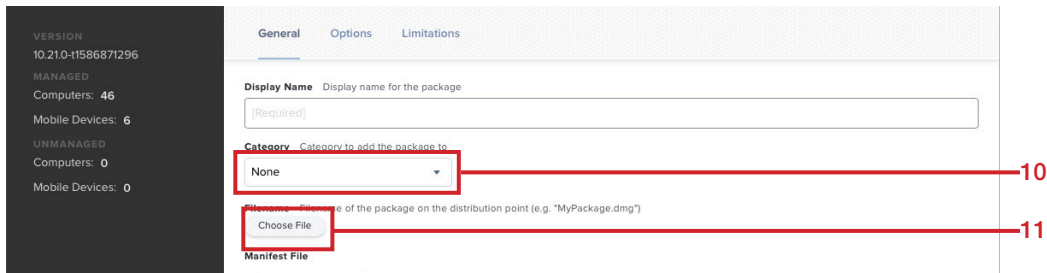 VERSION
10.21.0-t1586871296
MANAGED
Computers: 46
Mobile Devices: 6
UNMANAGED
Computers: 0
Mobile Devices: 0
General Options Limitations
Display Name Display name for the package
[Required]
Category Category to add the package to
None
10
Filename Filename of the package on the distribution point (e.g. "MyPackage.dmg")
Choose File
11
Manifest File